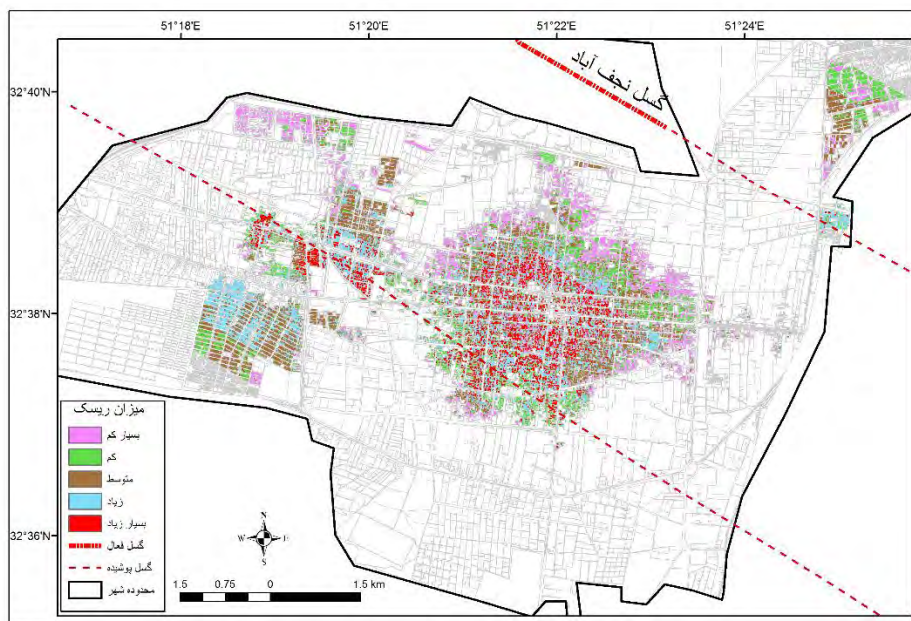 51°18'E
51°20'E
51°22'E
51°24'E
32°40'N
32°38'N
32°36'N
گسل نجف آباد
میزان ریسک
بسیار کم
کم
متوسط
زیاد
بسیار زیاد
گسل فعال
گسل پوشیده
محدوده شهر
N
W
E
S
1.5 0.75 0 1.5 km